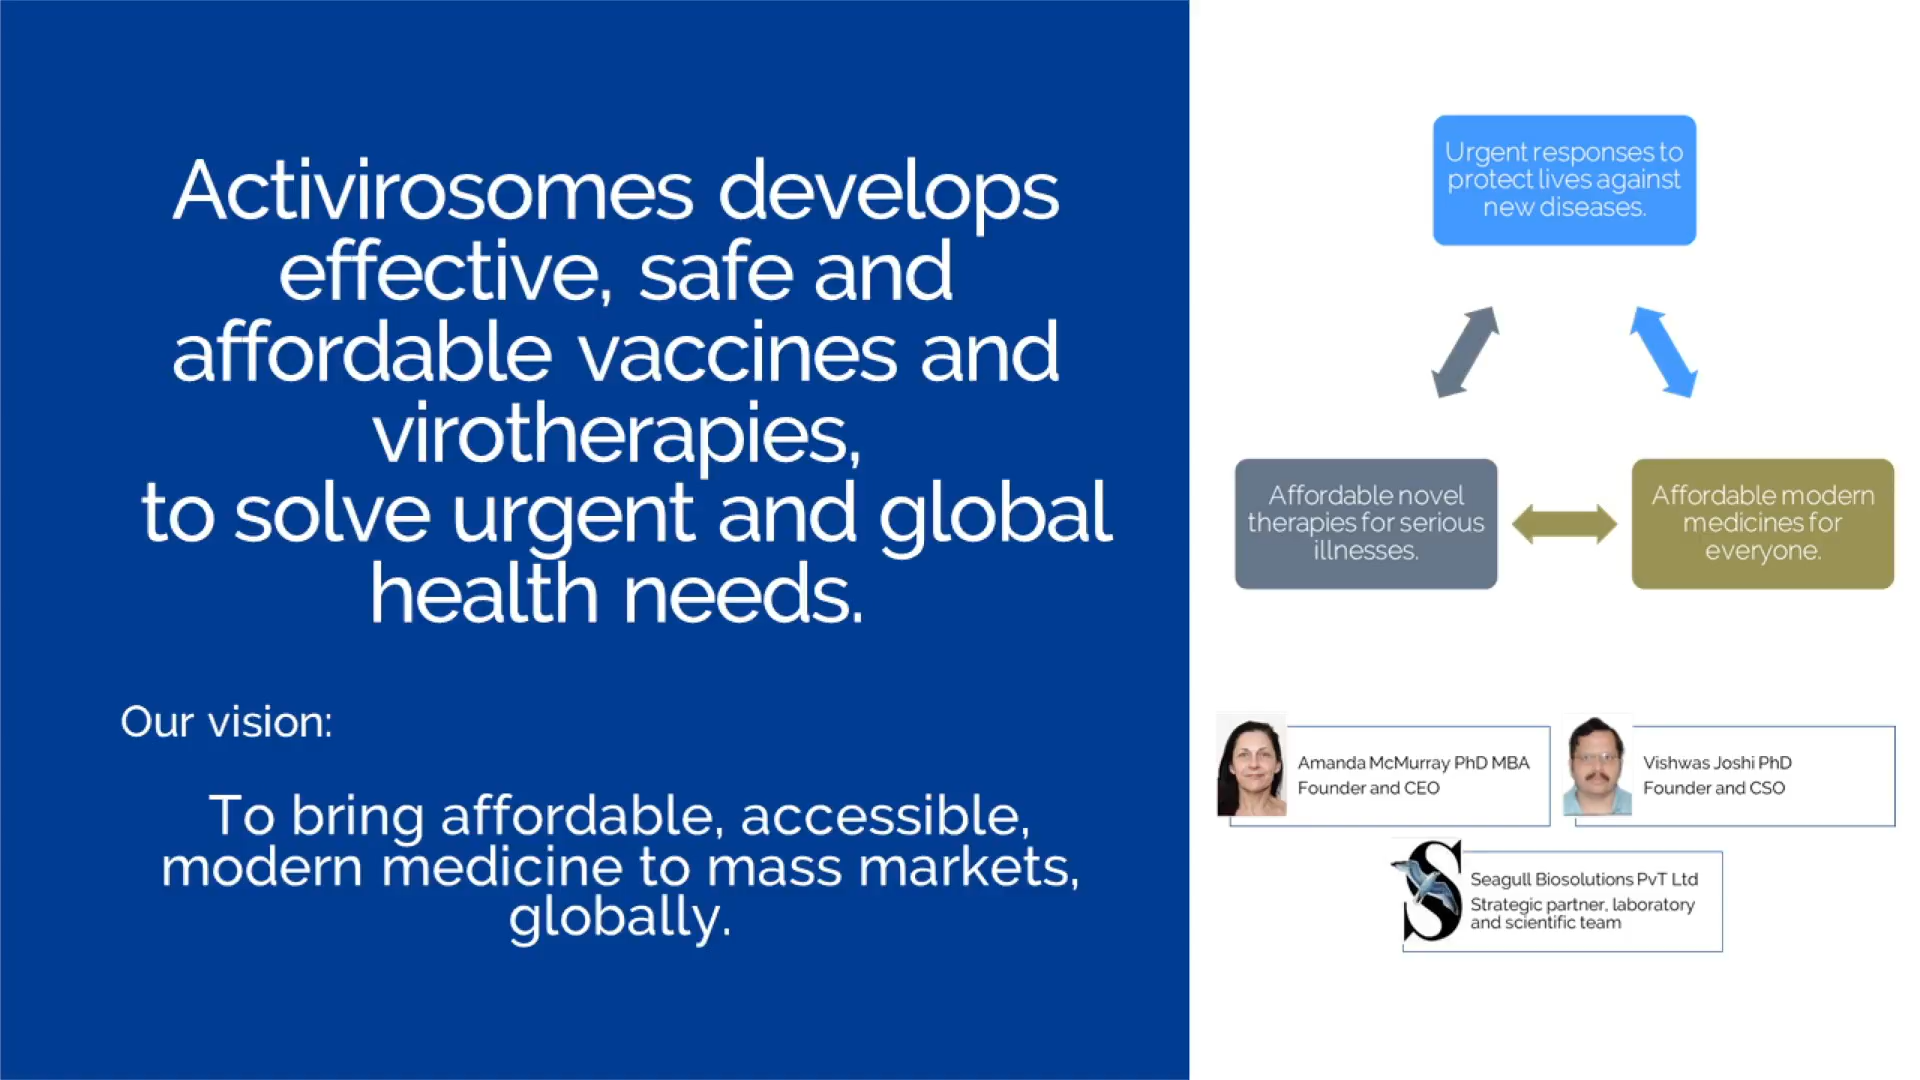 Activirosomes develops
effective, safe and
affordable vaccines and
virotherapies,
to solve urgent and global
health needs.
Our vision:
To bring affordable, accessible,
modern medicine to mass markets,
globally.
Urgent responses to
protect lives against
new diseases.
Affordable novel
therapies for serious
illnesses.
Affordable modern
medicines for
everyone.
Amanda McMurray PhD MBA
Founder and CEO
Vishwas Joshi PhD
Founder and CSO
S
Seagull Biosolutions PvT Ltd
Strategic partner, laboratory
and scientific team